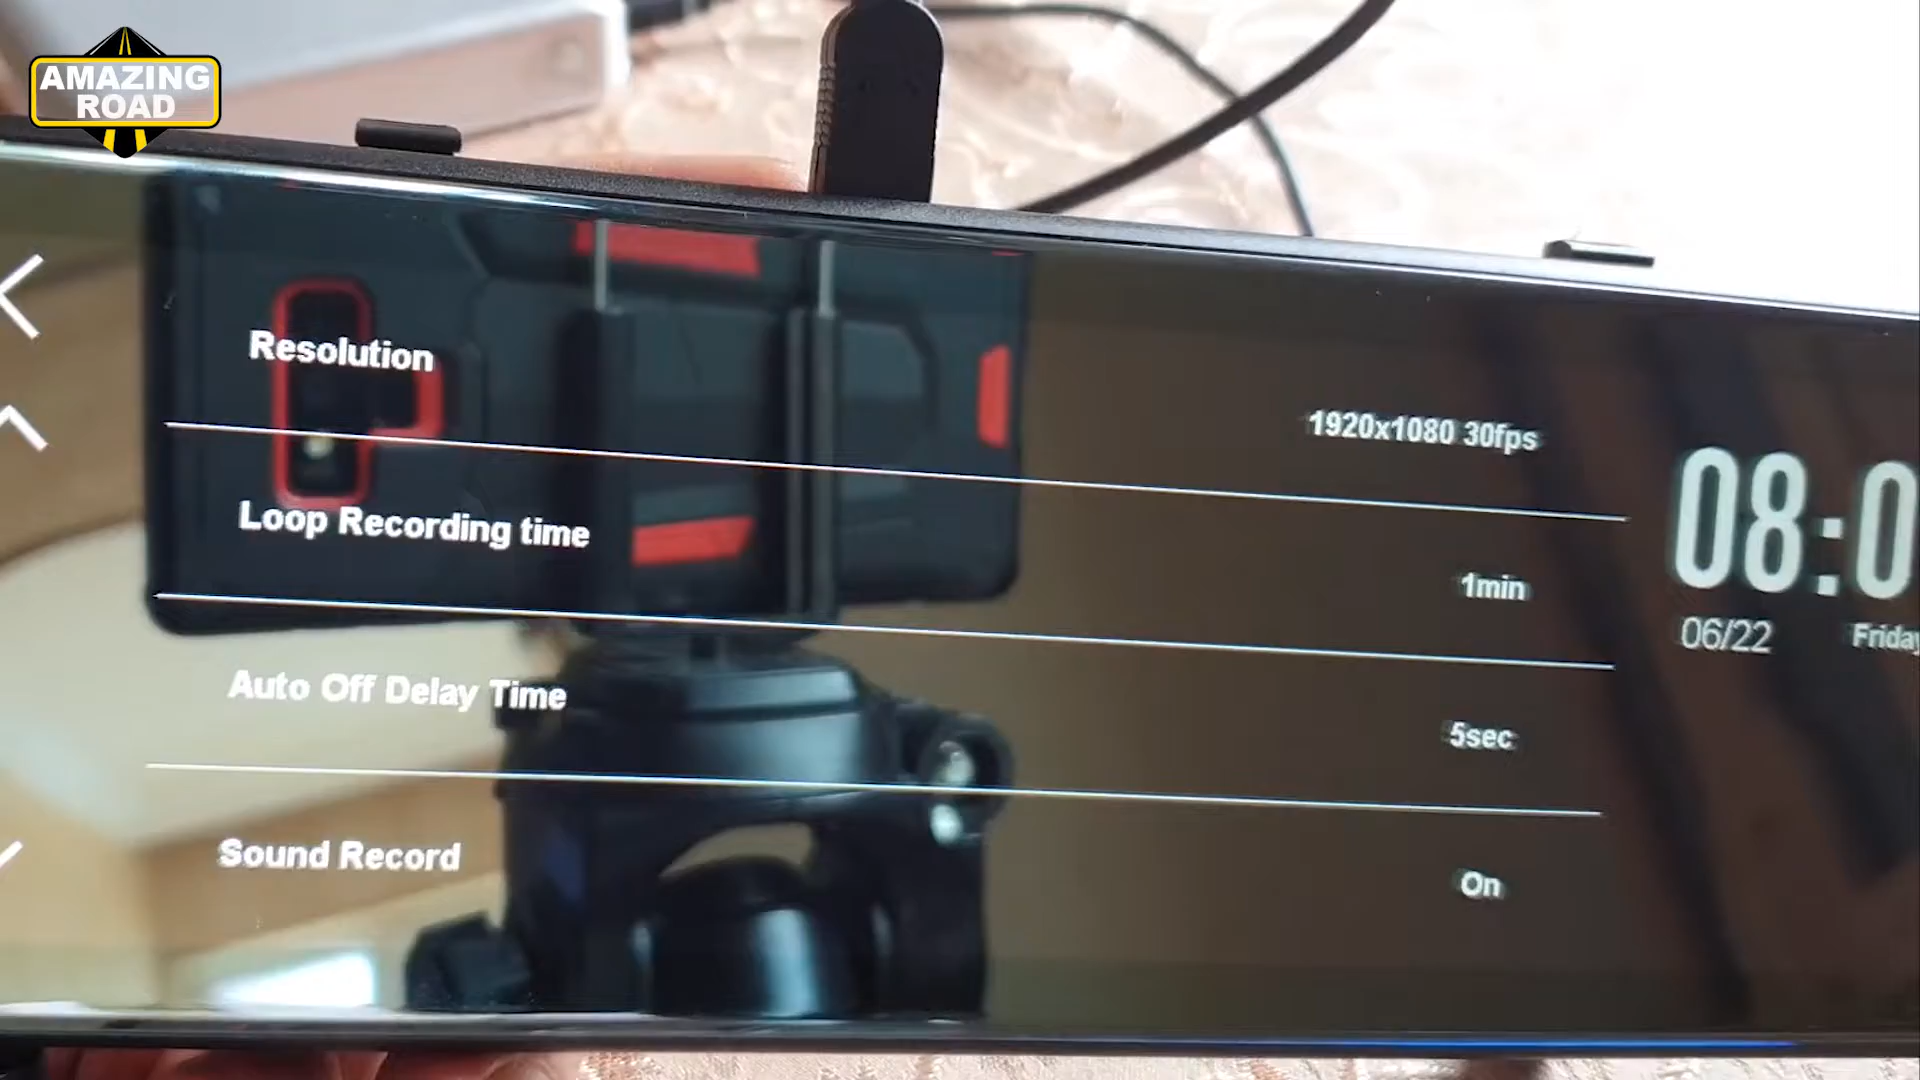 AMAZING
ROAD
Resolution
1920x1080 30fps
Loop Recording time
1min
Auto Off Delay Time
5sec
Sound Record
On
08:0
06/22 Friday